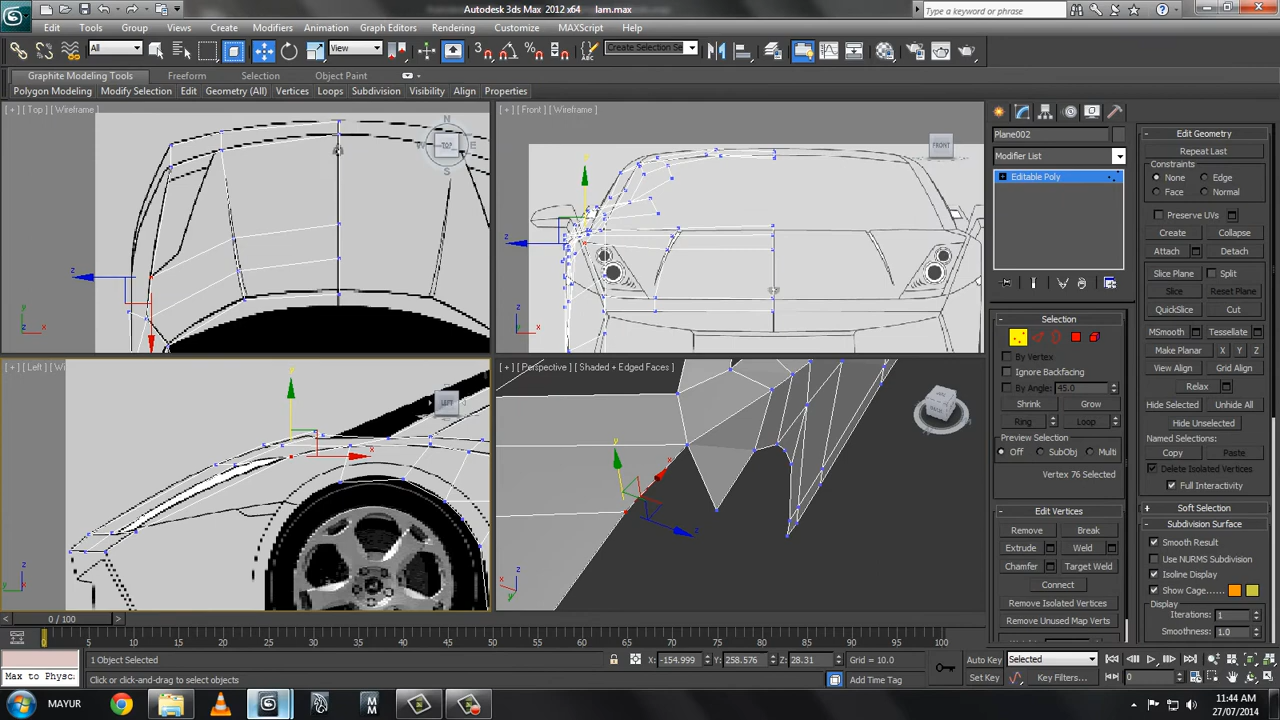 Autodesk 3ds Max 2012 x64 lam.max
Type a keyword or phrase
Edit Tools Group Views Create Modifiers Animation Graph Editors Rendering Customize MAXScript Help
All View Create Selection Se
Graphite Modeling Tools Freeform Selection Object Paint
Polygon Modeling Modify Selection Edit Geometry (All) Vertices Loops Subdivision Visibility Align Properties
[ + ] [ Top ] [ Wireframe ]
N
W TOP E
S
[ + ] [ Front ] [ Wireframe ]
FRONT
Plane002
Modifier List
Editable Poly
Selection
By Vertex
Ignore Backfacing
By Angle: 45.0
Shrink Grow
Ring Loop
Preview Selection
Off SubObj Multi
Vertex 76 Selected
Edit Vertices
Remove Break
Extrude Weld
Chamfer Target Weld
Connect
Remove Isolated Vertices
Remove Unused Map Verts
Edit Geometry
Repeat Last
Constraints
None Edge
Face Normal
Preserve UVs
Create Collapse
Attach Detach
Slice Plane Split
Slice Reset Plane
QuickSlice Cut
MSmooth Tessellate
Make Planar X Y Z
View Align Grid Align
Relax
Hide Selected Unhide All
Hide Unselected
Named Selections:
Copy Paste
Delete Isolated Vertices
Full Interactivity
Soft Selection
Subdivision Surface
Smooth Result
Use NURMS Subdivision
Isoline Display
Show Cage
Display
Iterations: 1
Smoothness: 1.0
[ + ] [ Left ]
LEFT
[ + ] [ Perspective ] [ Shaded + Edged Faces ]
0 / 100
0 5 10 15 20 25 30 35 40 45 50 55 60 65 70 75 80 85 90 95 100
Max to Physc
1 Object Selected
Click or click-and-drag to select objects
X: -154.999 Y: 258.576 Z: 28.31 Grid = 10.0
Add Time Tag
Auto Key Selected
Set Key Key Filters... 0
MAYUR
11:44 AM
27/07/2014